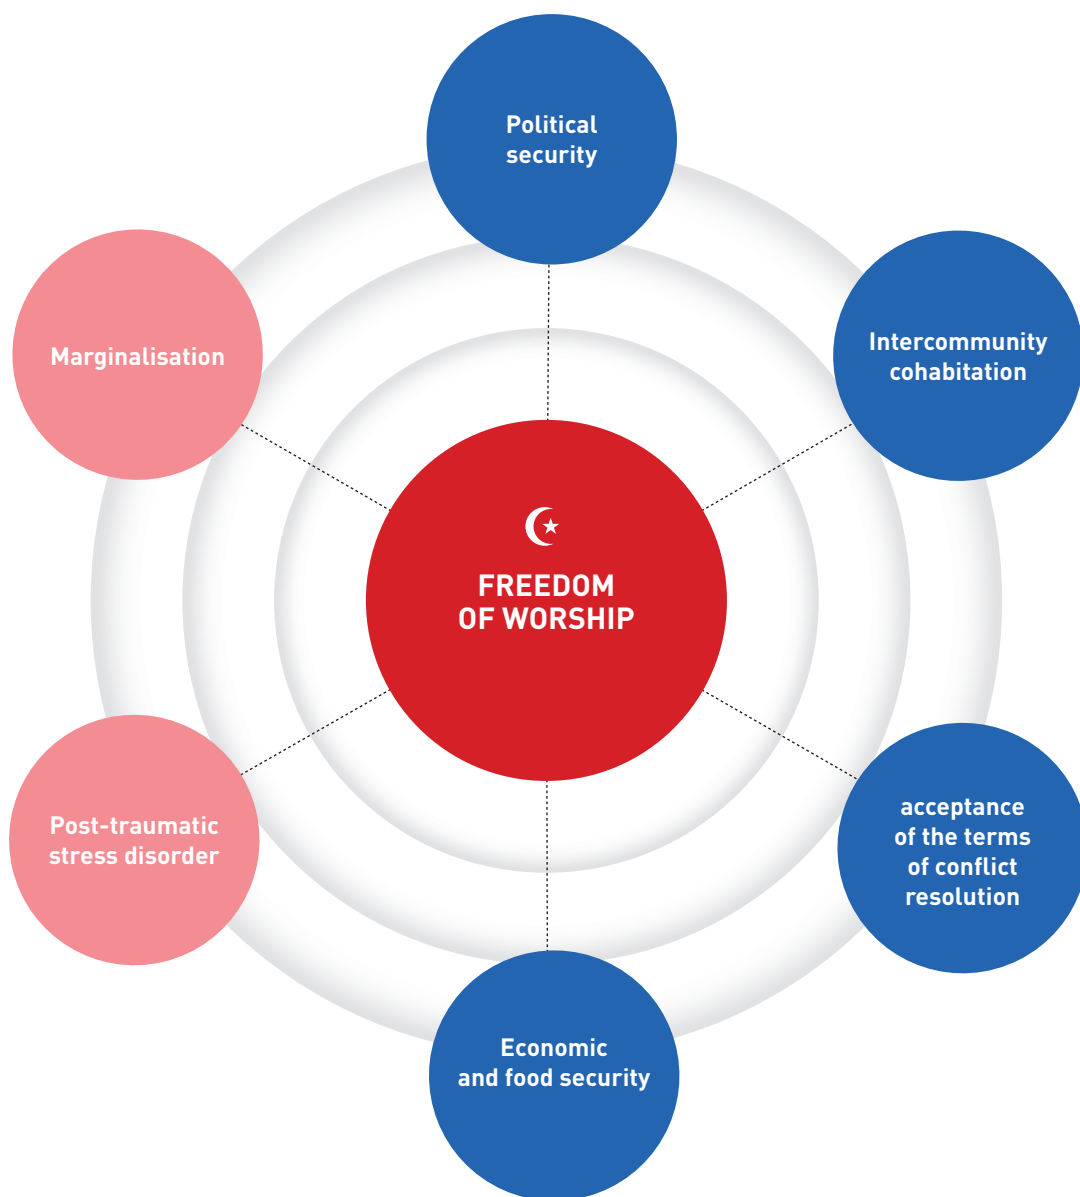 Political
security
Marginalisation
Intercommunity
cohabitation
FREEDOM
OF WORSHIP
Post-traumatic
stress disorder
acceptance
of the terms
of conflict
resolution
Economic
and food security